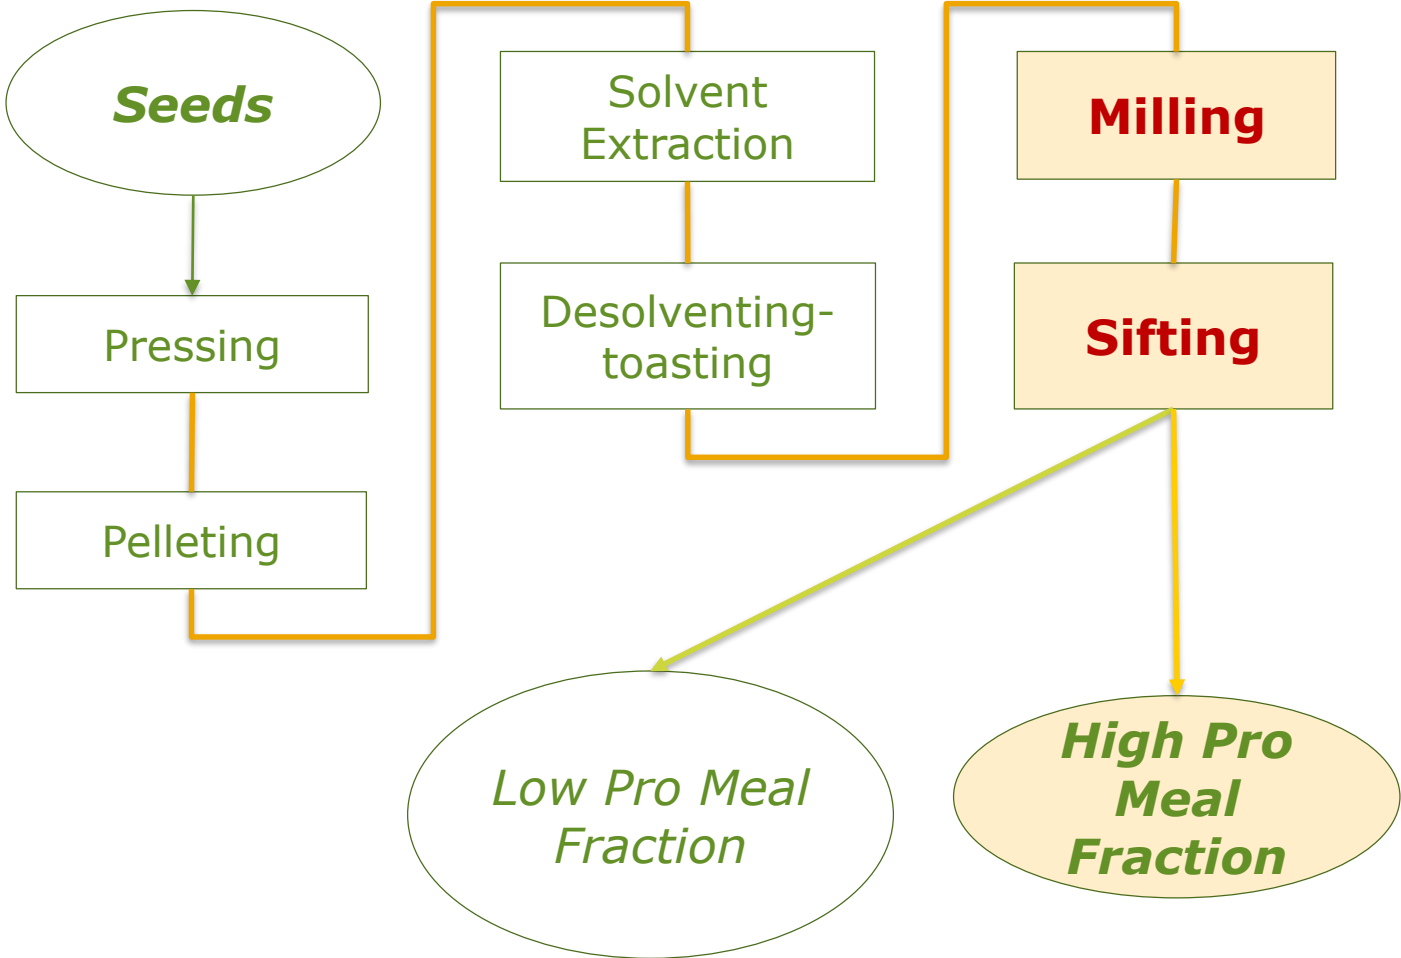 Seeds
Pressing
Pelleting
Solvent
Extraction
Desolventing-
toasting
Milling
Sifting
Low Pro Meal
Fraction
High Pro
Meal
Fraction